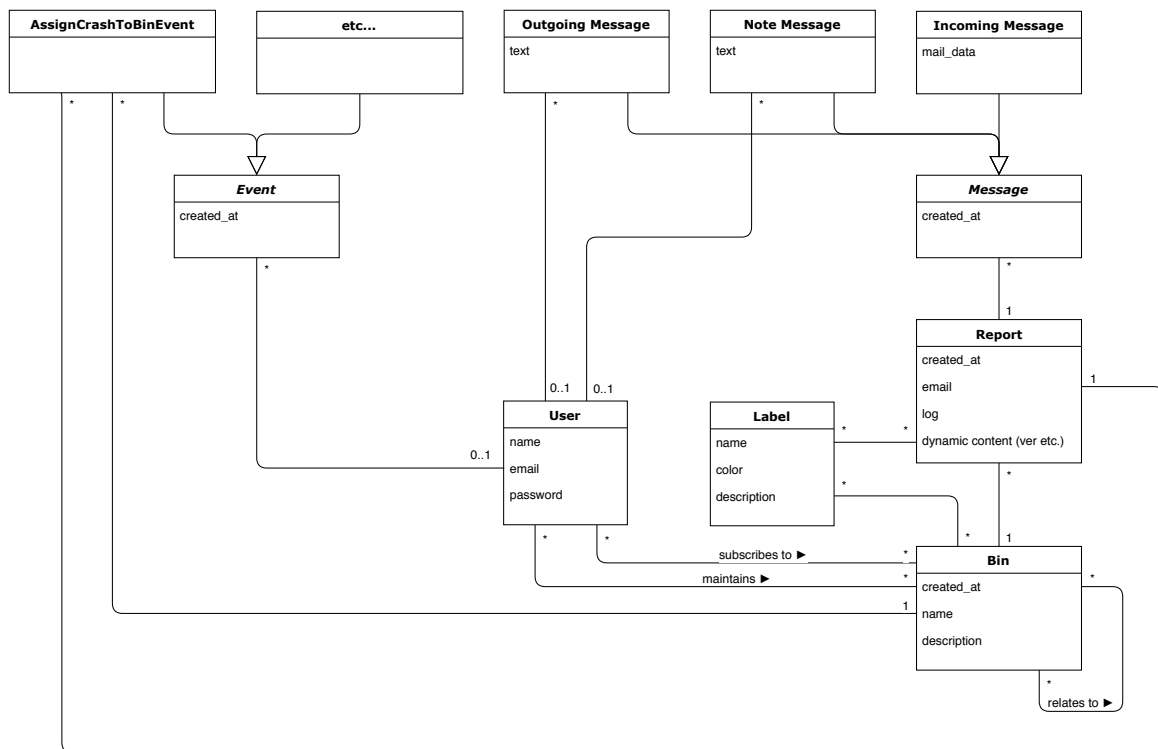 AssignCrashToBinEvent
etc...
Outgoing Message
text
Note Message
text
Incoming Message
mail_data
*
*
*
*
Event
created_at
*
Message
created_at
*
1
Report
created_at
email
log
dynamic content (ver etc.)
1
0..1
0..1
0..1
User
name
email
password
Label
name
color
description
*
*
*
*
*
1
*
*
subscribes to ►
*
maintains ►
*
*
1
Bin
created_at
name
description
*
*
relates to ►